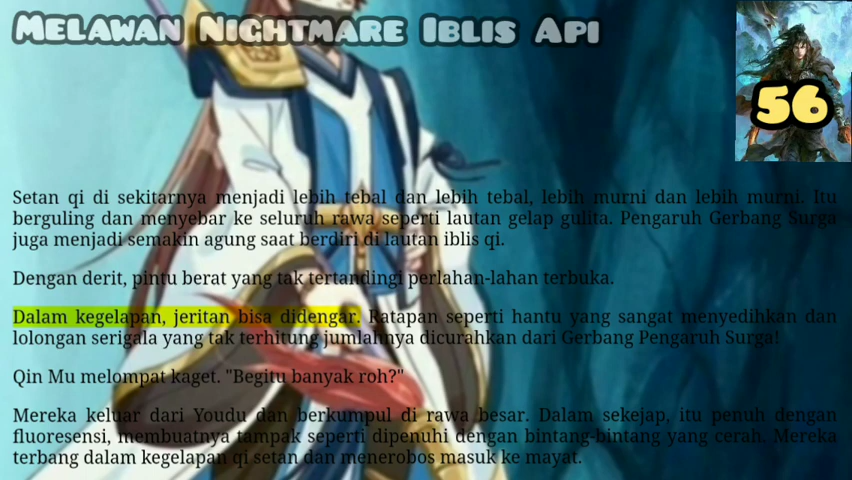 Melawan Nightmare Iblis Api
56
Setan qi di sekitarnya menjadi lebih tebal dan lebih tebal, lebih murni dan lebih murni. Itu
berguling dan menyebar ke seluruh rawa seperti lautan gelap gulita. Pengaruh Gerbang Surga
juga menjadi semakin agung saat berdiri di lautan iblis qi.
Dengan derit, pintu berat yang tak tertandingi perlahan-lahan terbuka.
Dalam kegelapan, jeritan bisa didengar. Ratapan seperti hantu yang sangat menyedihkan dan
lolongan serigala yang tak terhitung jumlahnya dicurahkan dari Gerbang Pengaruh Surga!
Qin Mu melompat kaget. "Begitu banyak roh?"
Mereka keluar dari Youdu dan berkumpul di rawa besar. Dalam sekejap, itu penuh dengan
fluoresensi, membuatnya tampak seperti dipenuhi dengan bintang-bintang yang cerah. Mereka
terbang dalam kegelapan qi setan dan menerobos masuk ke mayat.